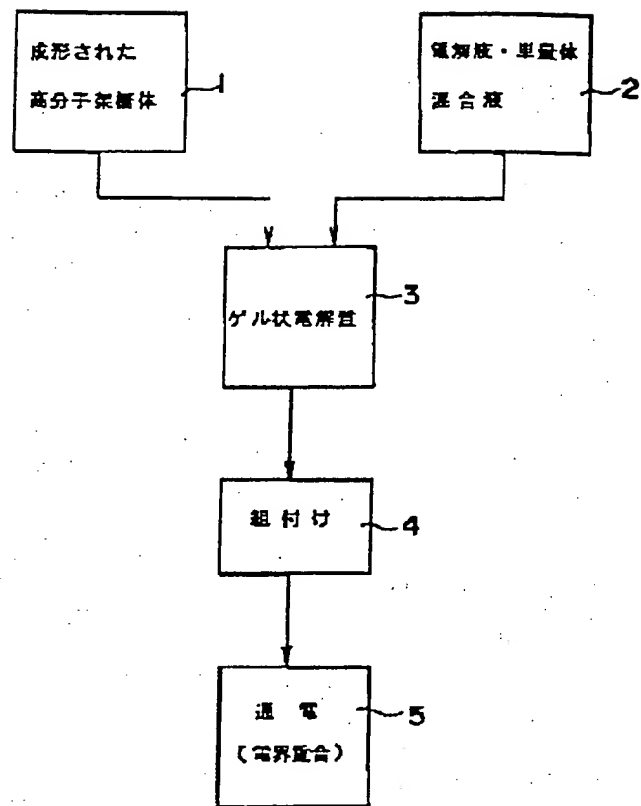 成形された
高分子架橋体
1
電解液・単量体
混合液
2
ゲル状電解質
3
組付け
4
通電
(電界重合)
5